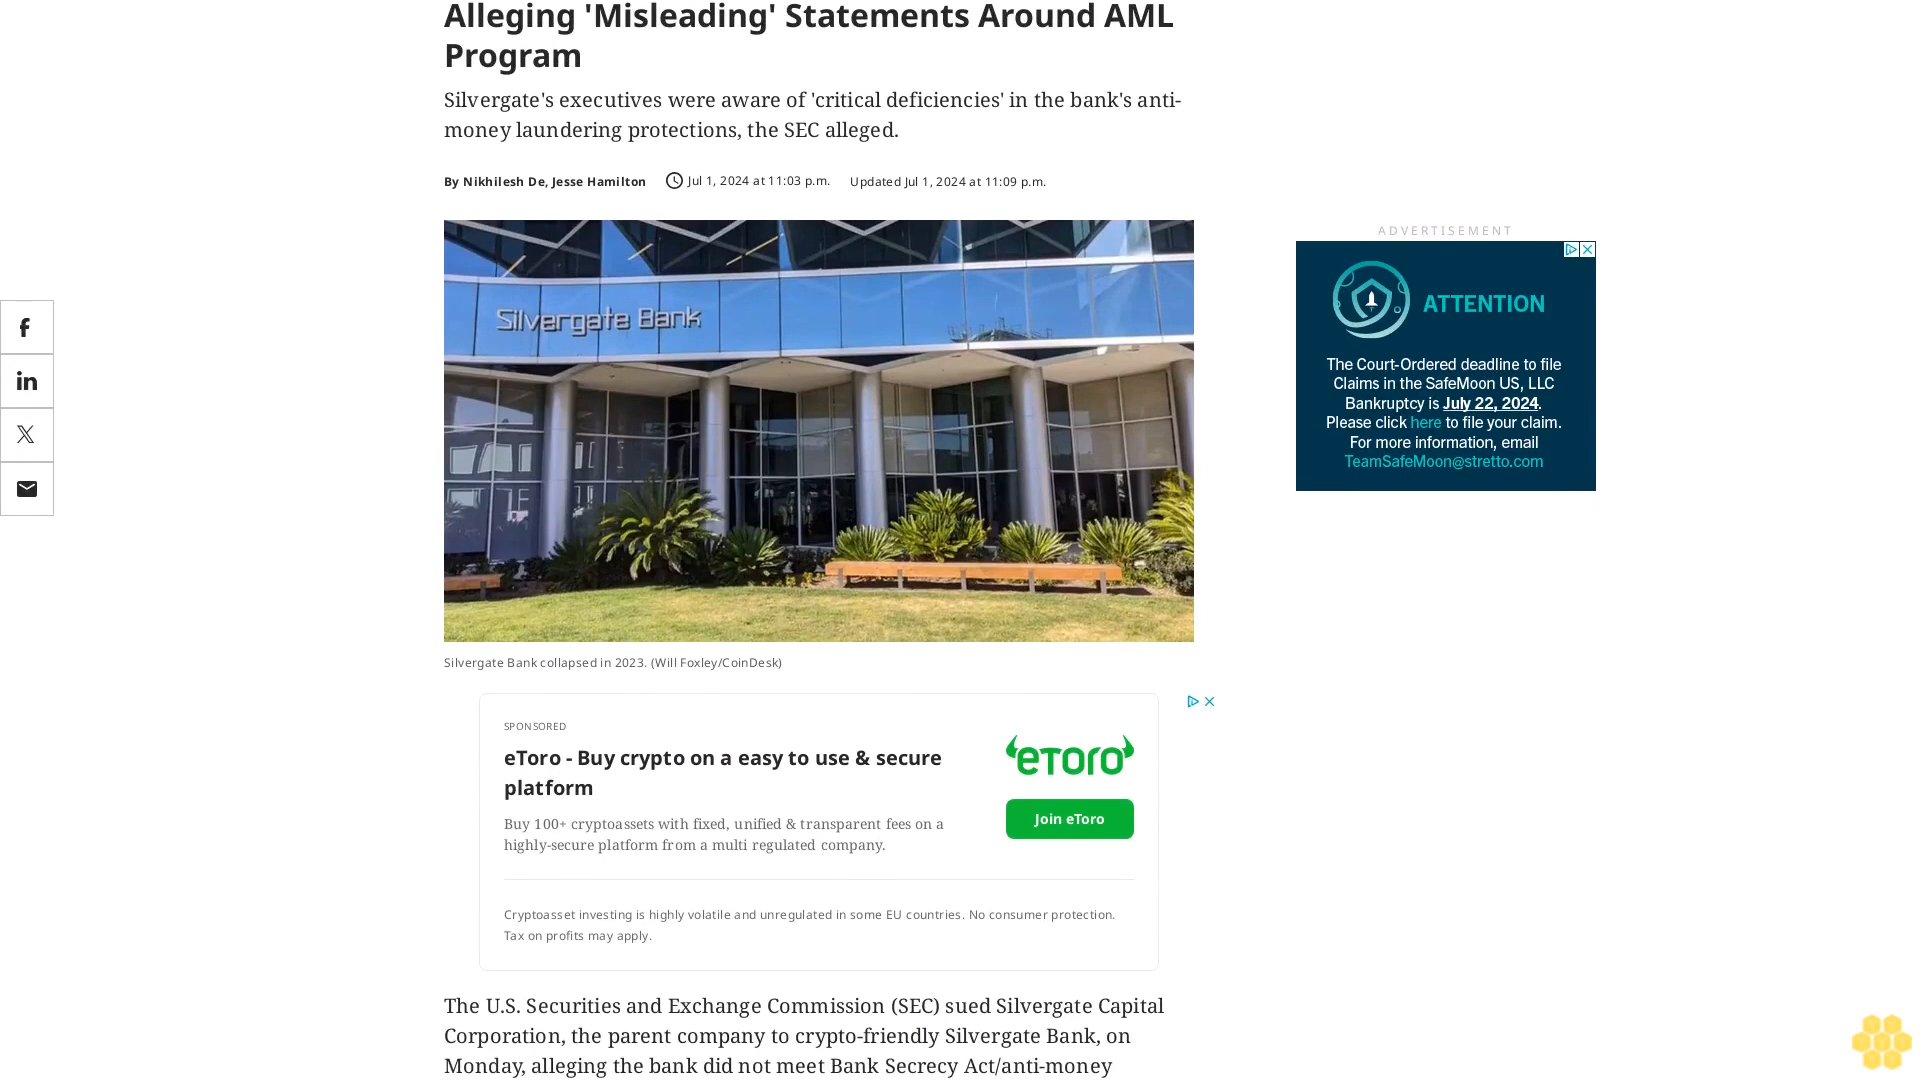 Alleging 'Misleading' Statements Around AML
Program
Silvergate's executives were aware of 'critical deficiencies' in the bank's anti-
money laundering protections, the SEC alleged.
By Nikhilesh De, Jesse Hamilton Jul 1, 2024 at 11:03 p.m. Updated Jul 1, 2024 at 11:09 p.m.
Silvergate Bank
Silvergate Bank collapsed in 2023. (Will Foxley/CoinDesk)
ADVERTISEMENT
ATTENTION
The Court-Ordered deadline to file
Claims in the SafeMoon US, LLC
Bankruptcy is July 22, 2024.
Please click here to file your claim.
For more information, email
TeamSafeMoon@stretto.com
SPONSORED
eToro - Buy crypto on a easy to use & secure
platform
Buy 100+ cryptoassets with fixed, unified & transparent fees on a
highly-secure platform from a multi regulated company.
eToro
Join eToro
Cryptoasset investing is highly volatile and unregulated in some EU countries. No consumer protection.
Tax on profits may apply.
The U.S. Securities and Exchange Commission (SEC) sued Silvergate Capital
Corporation, the parent company to crypto-friendly Silvergate Bank, on
Monday, alleging the bank did not meet Bank Secrecy Act/anti-money